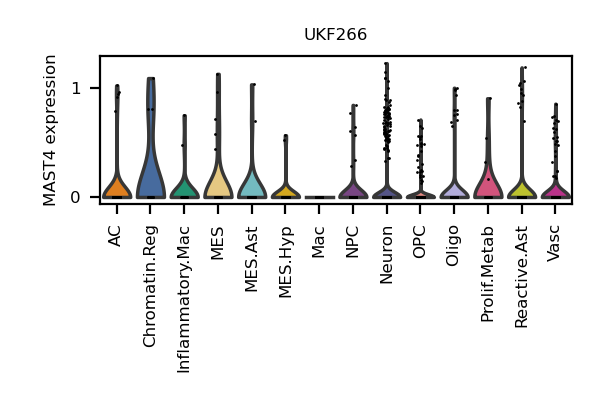 UKF266
MAST4 expression
1
0
AC
Chromatin.Reg
Inflammatory.Mac
MES
MES.Ast
MES.Hyp
Mac
NPC
Neuron
OPC
Oligo
Prolif.Metab
Reactive.Ast
Vasc